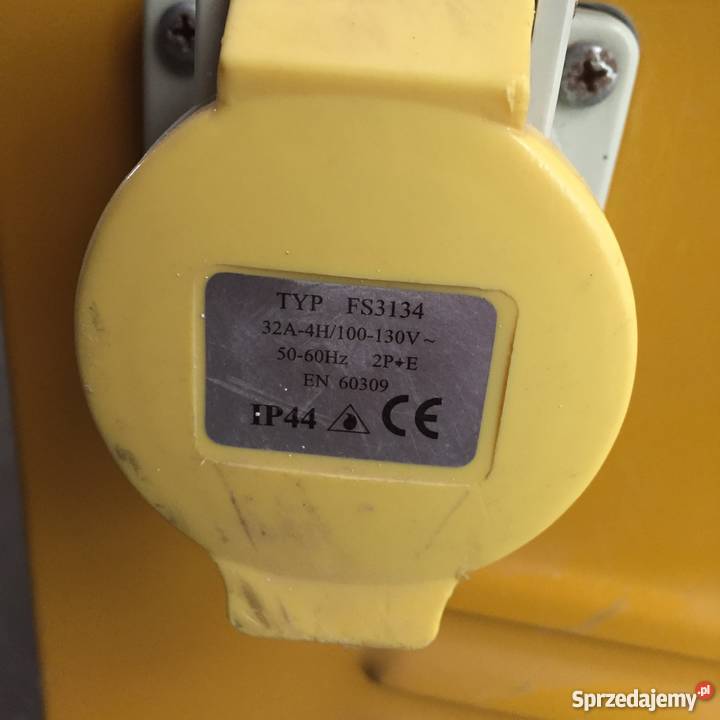 TYP FS3134
32A-4H/100-130V~
50-60Hz 2P+E
EN 60309
IP44 CE
Sprzedajemy.pl